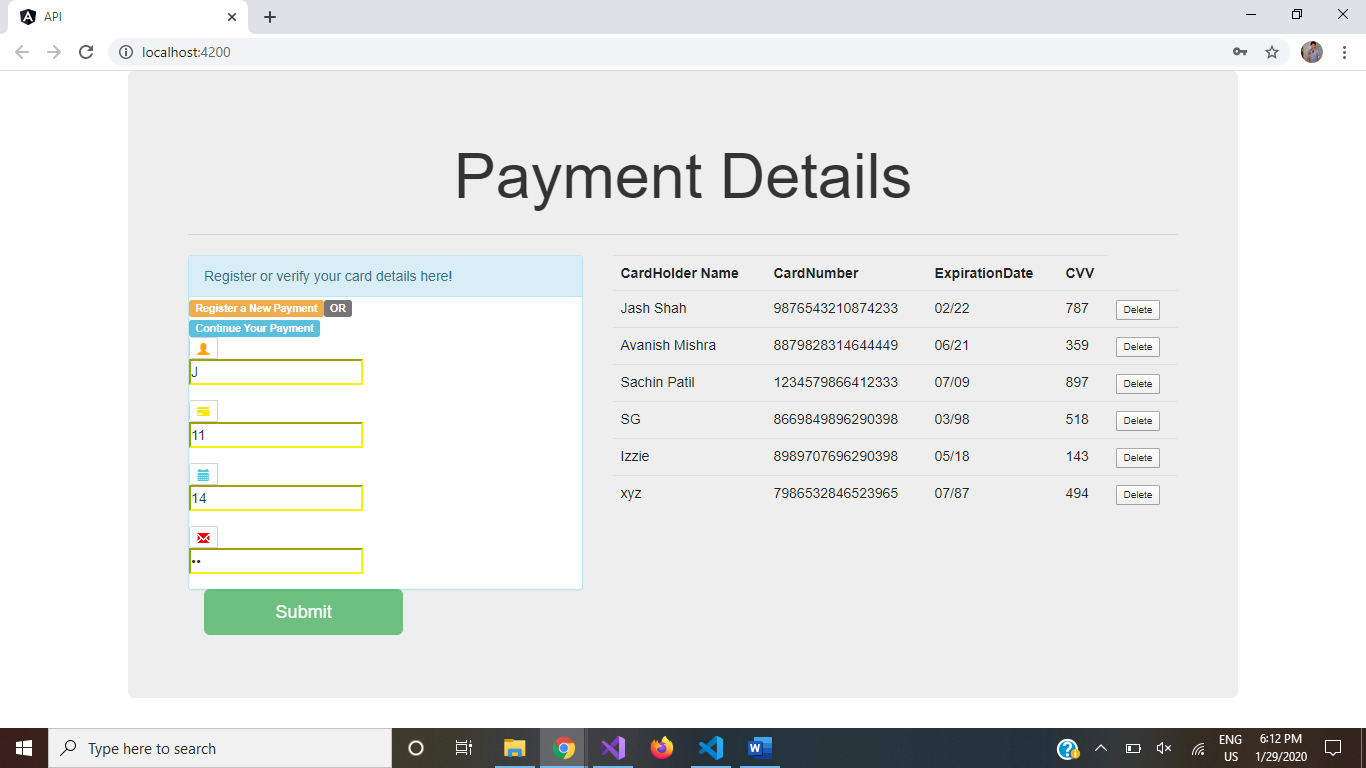 API
localhost:4200
Payment Details
Register or verify your card details here!
Register a New Payment OR
Continue Your Payment
J
11
14
••
Submit
CardHolder Name CardNumber ExpirationDate CVV
Jash Shah 9876543210874233 02/22 787 Delete
Avanish Mishra 8879828314644449 06/21 359 Delete
Sachin Patil 1234579866412333 07/09 897 Delete
SG 8669849896290398 03/98 518 Delete
Izzie 8989707696290398 05/18 143 Delete
xyz 7986532846523965 07/87 494 Delete
Type here to search
ENG
US
6:12 PM
1/29/2020